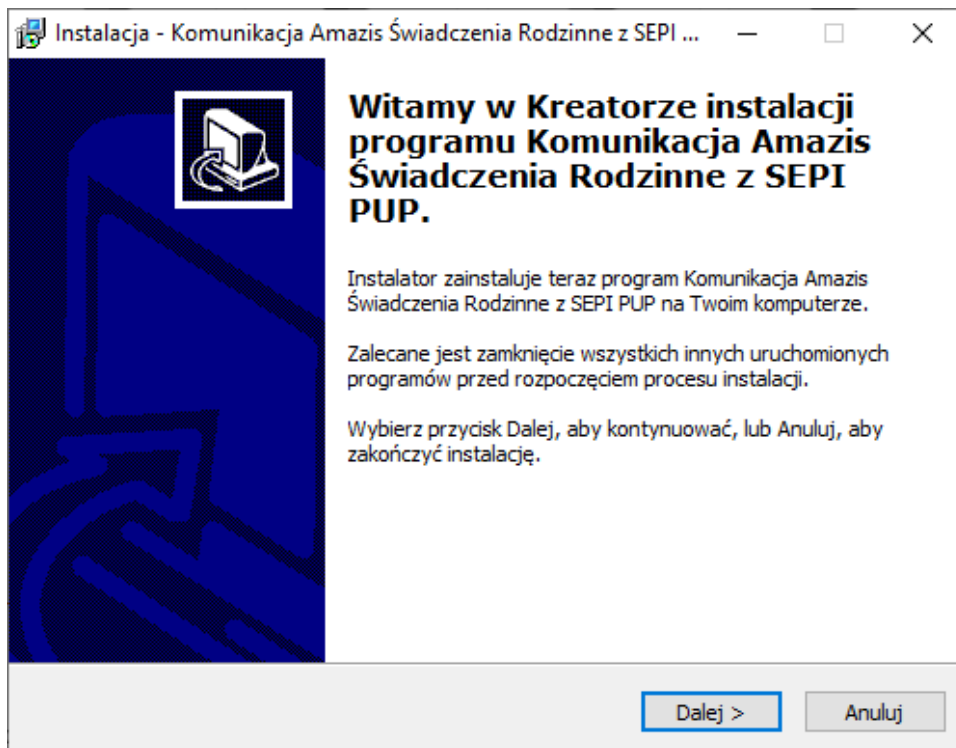 Instalacja - Komunikacja Amazis Świadczenia Rodzinne z SEPI ...
Witamy w Kreatorze instalacji
programu Komunikacja Amazis
Świadczenia Rodzinne z SEPI
PUP.
Instalator zainstaluje teraz program Komunikacja Amazis
Świadczenia Rodzinne z SEPI PUP na Twoim komputerze.
Zalecane jest zamknięcie wszystkich innych uruchomionych
programów przed rozpoczęciem procesu instalacji.
Wybierz przycisk Dalej, aby kontynuować, lub Anuluj, aby
zakończyć instalację.
Dalej >
Anuluj